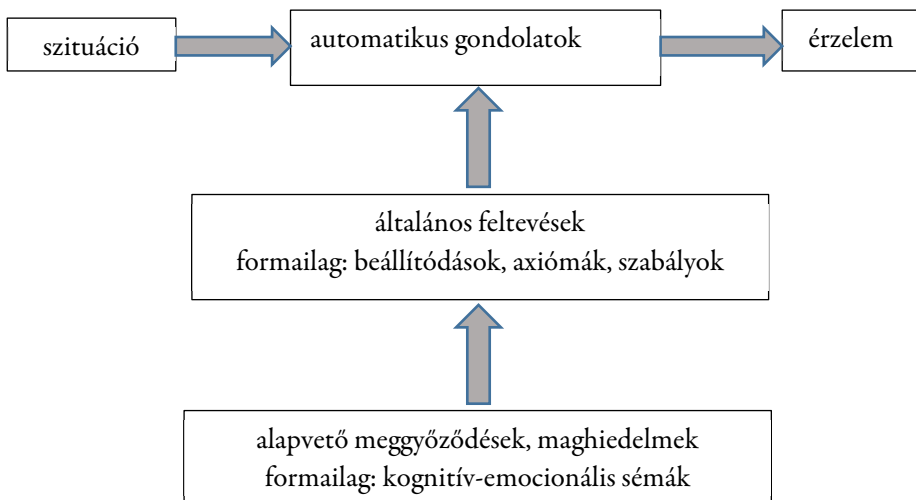 szituáció
automatikus gondolatok
érzelem
általános feltevések
formailag: beállítódások, axiómák, szabályok
alapvető meggyőződések, maghiedelmek
formailag: kognitív-emocionális sémák